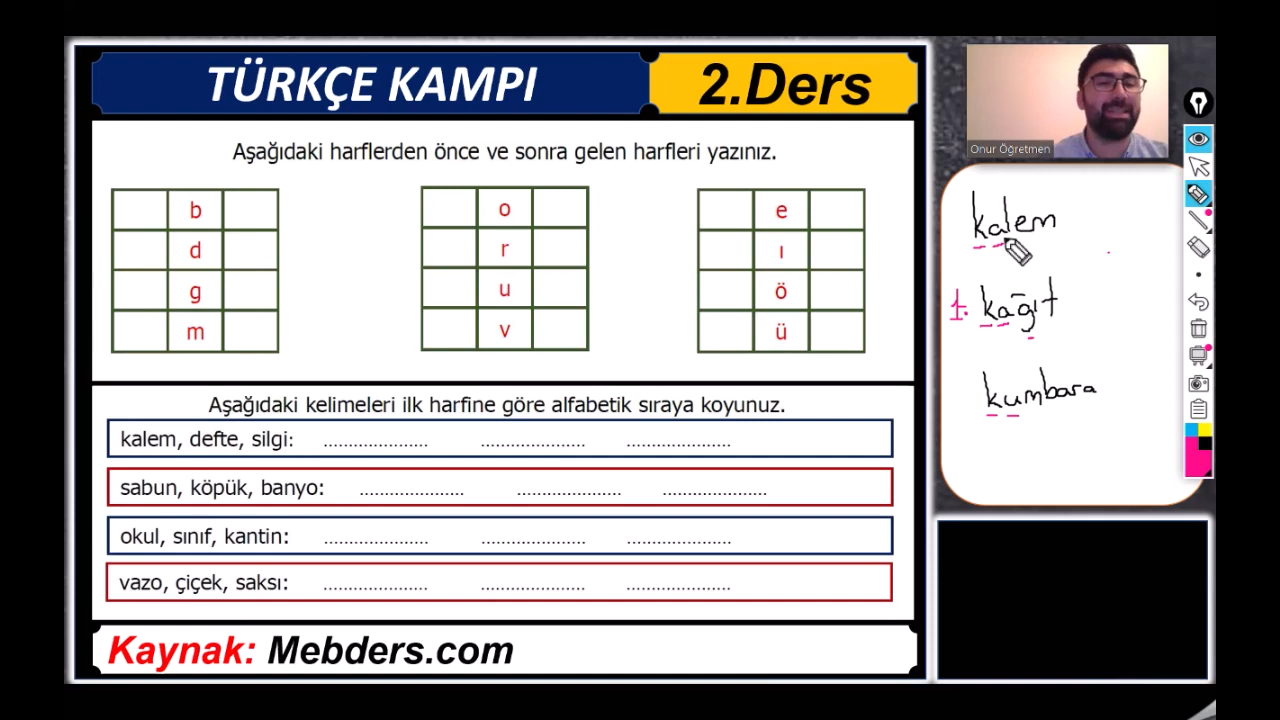 TÜRKÇE KAMPI
2.Ders
Aşağıdaki harflerden önce ve sonra gelen harfleri yazınız.
b
d
g
m
o
r
u
v
e
ı
ö
ü
Aşağıdaki kelimeleri ilk harfine göre alfabetik sıraya koyunuz.
kalem, defte, silgi: ..................... ..................... .....................
sabun, köpük, banyo: ..................... ..................... .....................
okul, sınıf, kantin: ..................... ..................... .....................
vazo, çiçek, saksı: ..................... ..................... .....................
Kaynak: Mebders.com
Onur Öğretmen
kalem
1. kağıt
kumbara